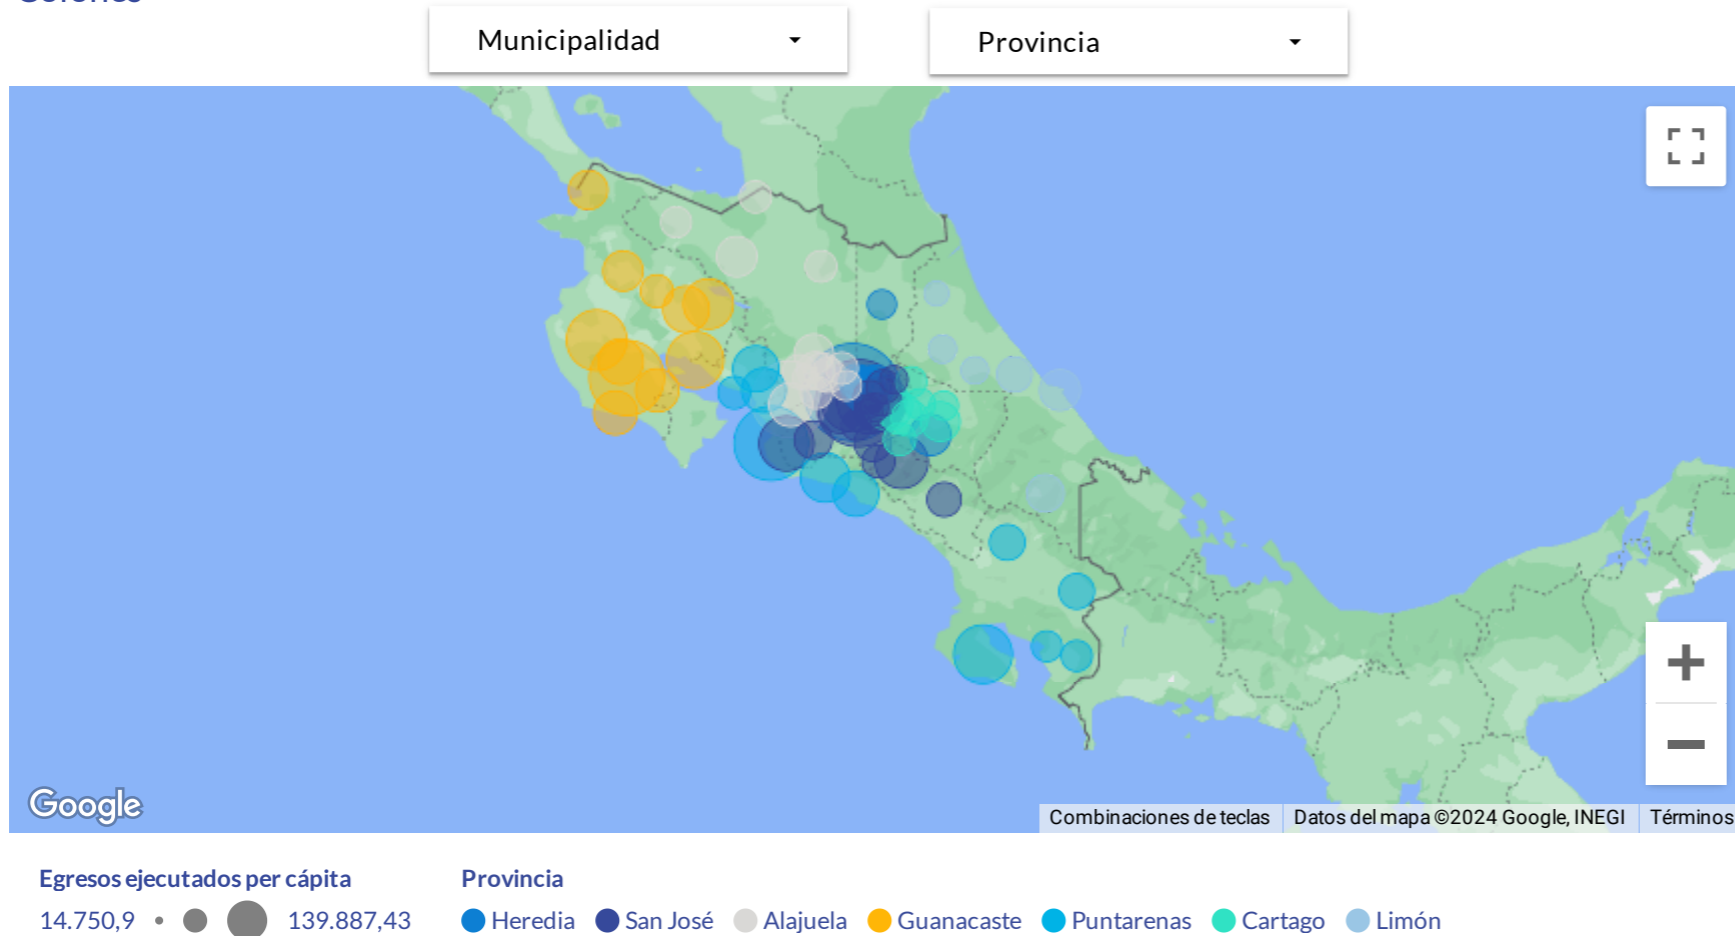 Municipalidad
Provincia
Google
Combinaciones de teclas
Datos del mapa ©2024 Google, INEGI
Términos
Egresos ejecutados per cápita
Provincia
14.750,9
139.887,43
Heredia
San José
Alajuela
Guanacaste
Puntarenas
Cartago
Limón